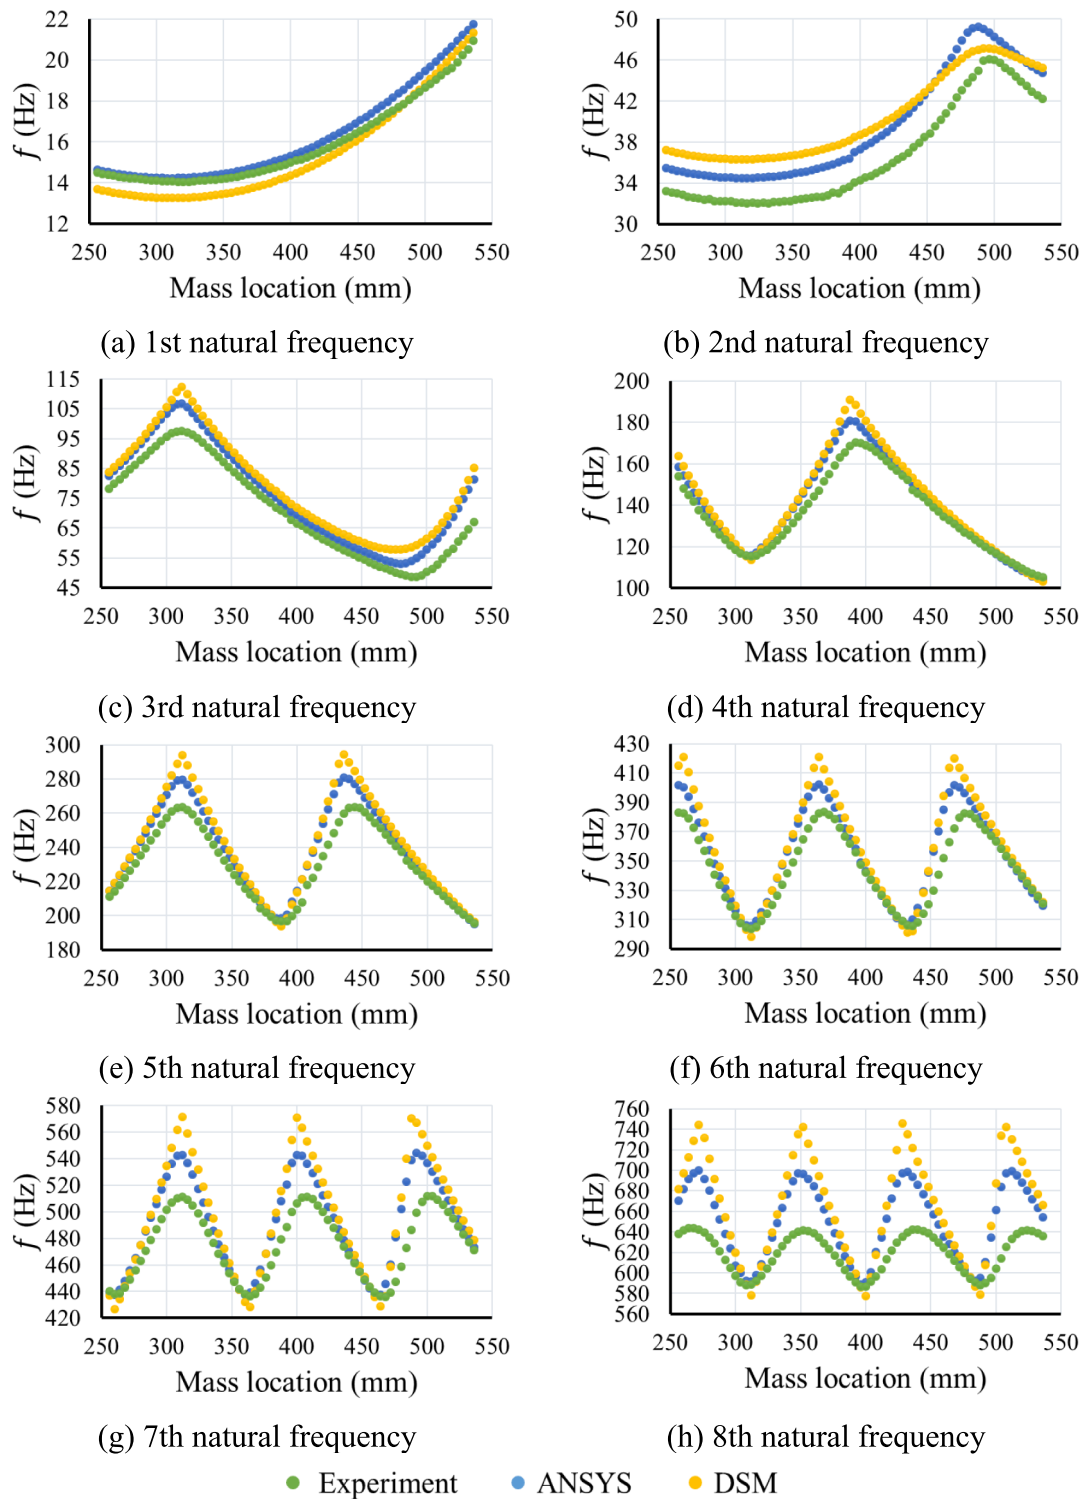 22
20
18
16
14
12
f (Hz)
250 300 350 400 450 500 550
Mass location (mm)
(a) 1st natural frequency
50
46
42
38
34
30
f (Hz)
250 300 350 400 450 500 550
Mass location (mm)
(b) 2nd natural frequency
115
105
95
85
75
65
55
45
f (Hz)
250 300 350 400 450 500 550
Mass location (mm)
(c) 3rd natural frequency
200
180
160
140
120
100
f (Hz)
250 300 350 400 450 500 550
Mass location (mm)
(d) 4th natural frequency
300
280
260
240
220
200
180
f (Hz)
250 300 350 400 450 500 550
Mass location (mm)
(e) 5th natural frequency
430
410
390
370
350
330
310
290
f (Hz)
250 300 350 400 450 500 550
Mass location (mm)
(f) 6th natural frequency
580
560
540
520
500
480
460
440
420
f (Hz)
250 300 350 400 450 500 550
Mass location (mm)
(g) 7th natural frequency
760
740
720
700
680
660
640
620
600
580
560
f (Hz)
250 300 350 400 450 500 550
Mass location (mm)
(h) 8th natural frequency
Experiment ANSYS DSM